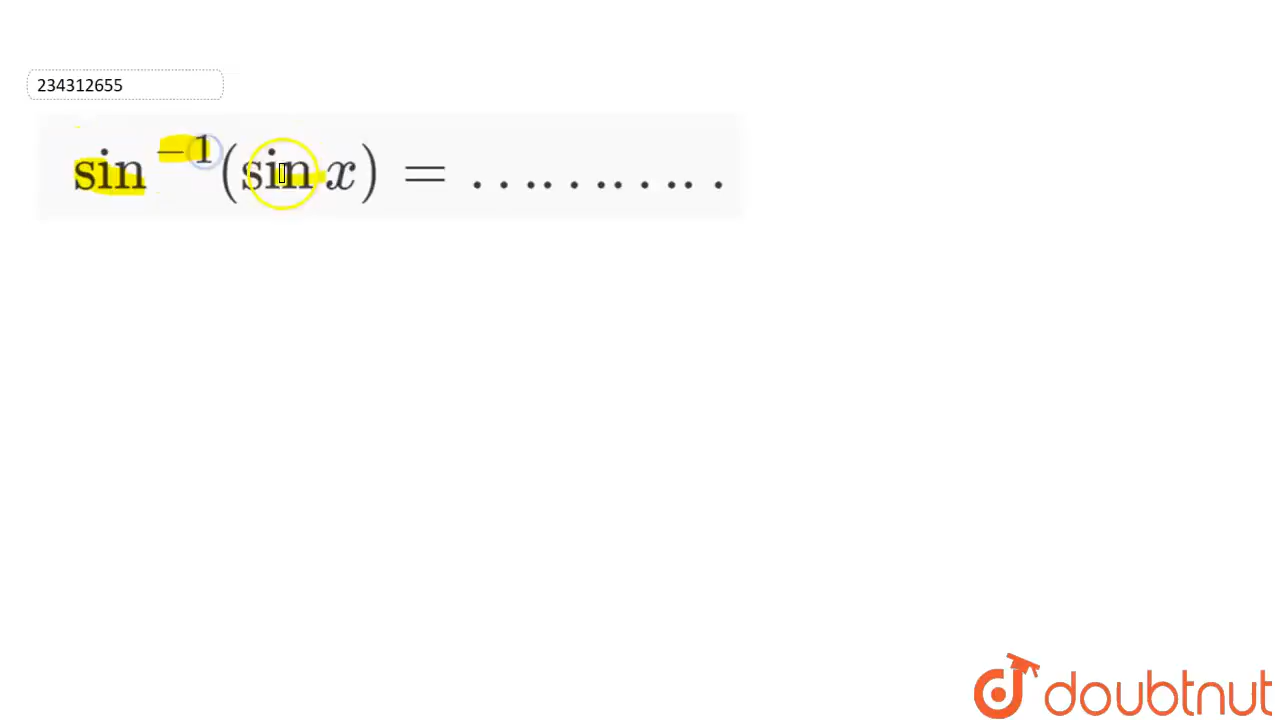 234312655
sin⁻¹(sin x) = ...........
doubtnut